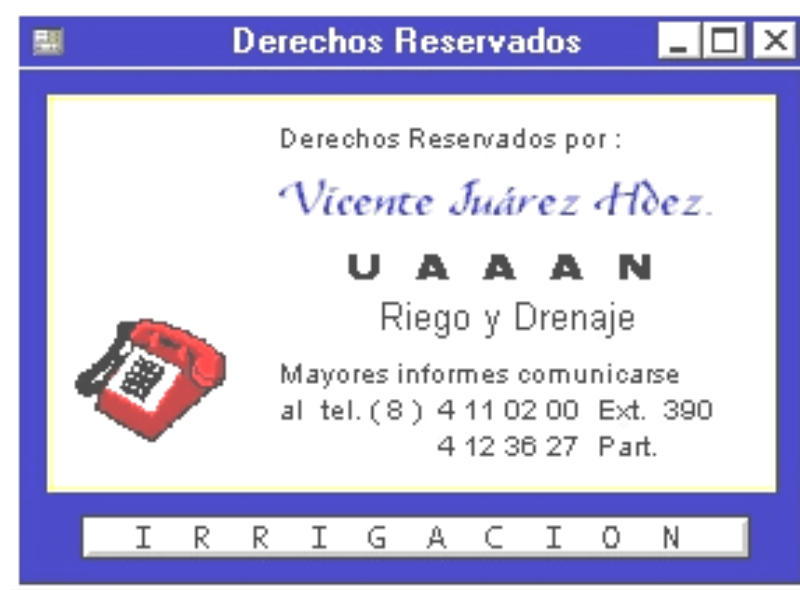 Derechos Reservados
Derechos Reservados por :
Vicente Juárez Hdez.
U A A A N
Riego y Drenaje
Mayores informes comunicarse
al tel. ( 8 ) 4 11 02 00 Ext. 390
4 12 36 27 Part.
I R R I G A C I O N